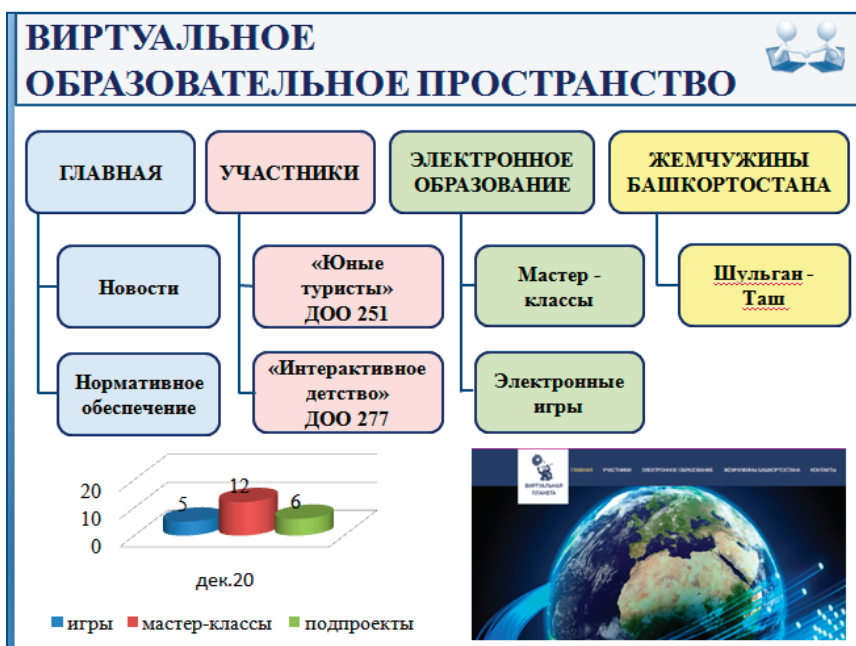 ВИРТУАЛЬНОЕ
ОБРАЗОВАТЕЛЬНОЕ ПРОСТРАНСТВО
ГЛАВНАЯ
Новости
Нормативное
обеспечение
УЧАСТНИКИ
«Юные
туристы»
ДОО 251
«Интерактивное
детство»
ДОО 277
ЭЛЕКТРОННОЕ
ОБРАЗОВАНИЕ
Мастер -
классы
Электронные
игры
ЖЕМЧУЖИНЫ
БАШКОРТОСТАНА
Шульган -
Таш
20
10
0
5
12
6
дек.20
игры
мастер-классы
подпроекты
ВИРТУАЛЬНАЯ
ПЛАНЕТА
ГЛАВНАЯ
УЧАСТНИКИ
ЭЛЕКТРОННОЕ ОБРАЗОВАНИЕ
ЖЕМЧУЖИНЫ БАШКОРТОСТАНА
КОНТАКТЫ